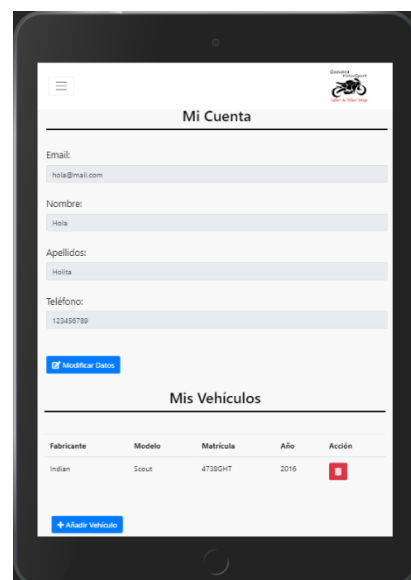 Mi Cuenta
Email:
hola@mail.com
Nombre:
Hola
Apellidos:
Holita
Teléfono:
123456789
Modificar Datos
Mis Vehículos
Fabricante Modelo Matrícula Año Acción
Indian Scout 4738GHT 2016
Añadir Vehículo